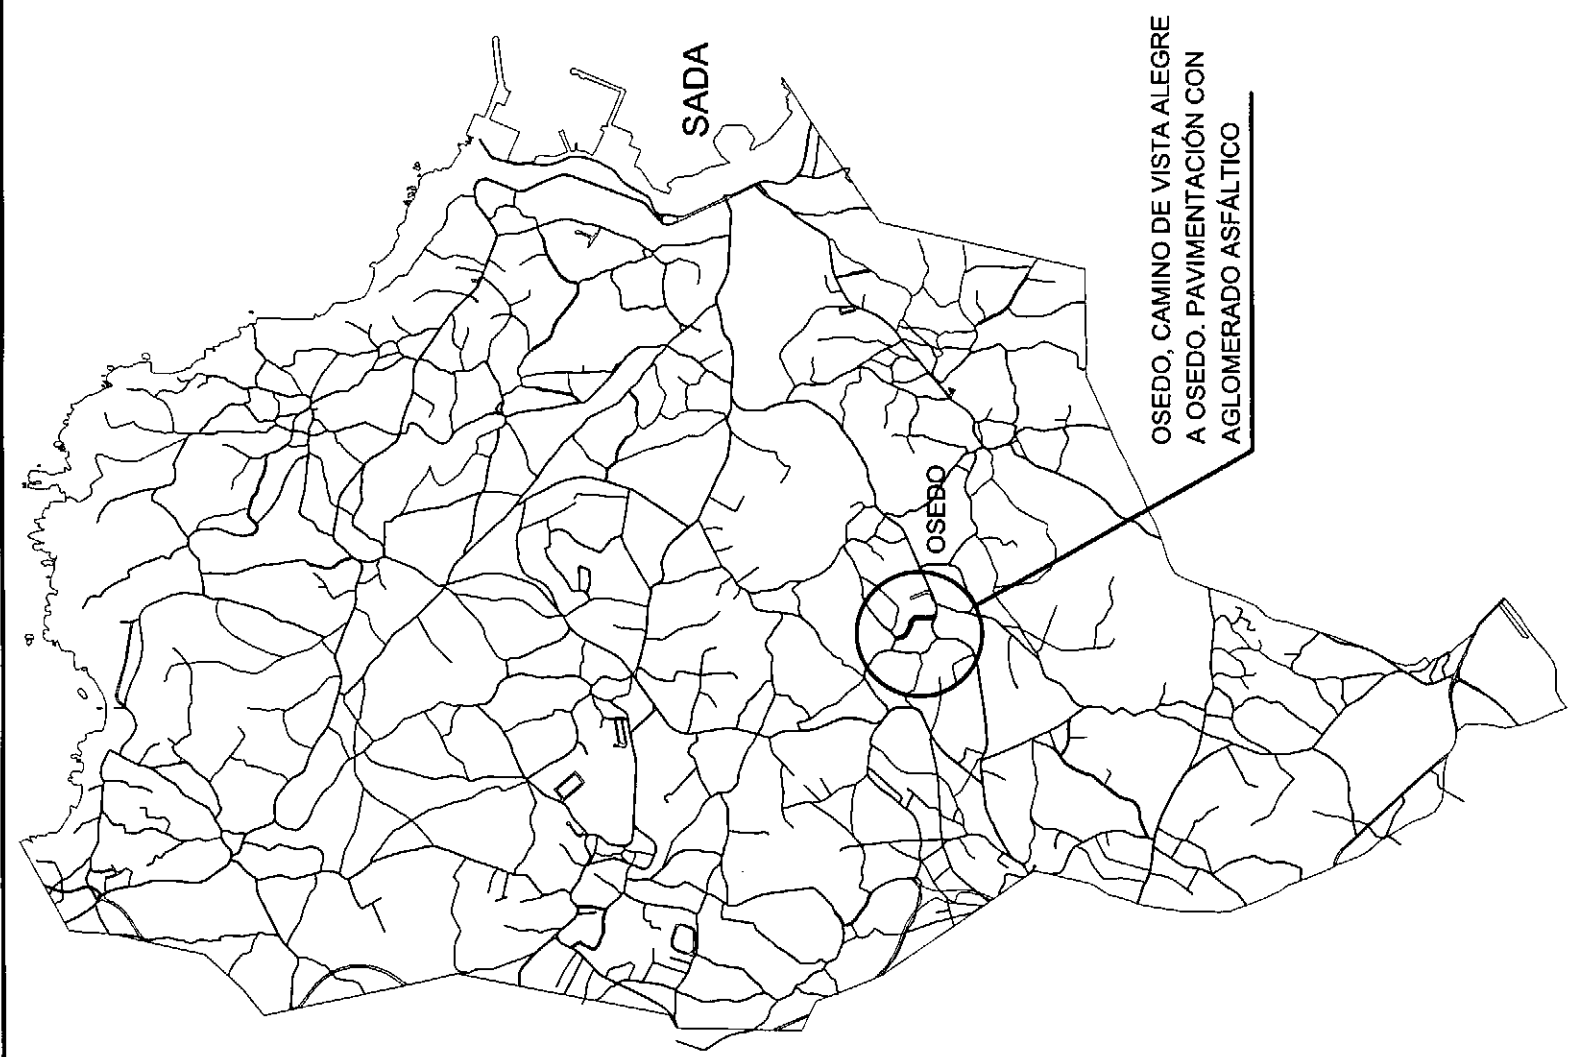 SADA
OSEDO
OSEDO, CAMINO DE VISTA ALEGRE
A OSEDO. PAVIMENTACIÓN CON
AGLOMERADO ASFÁLTICO